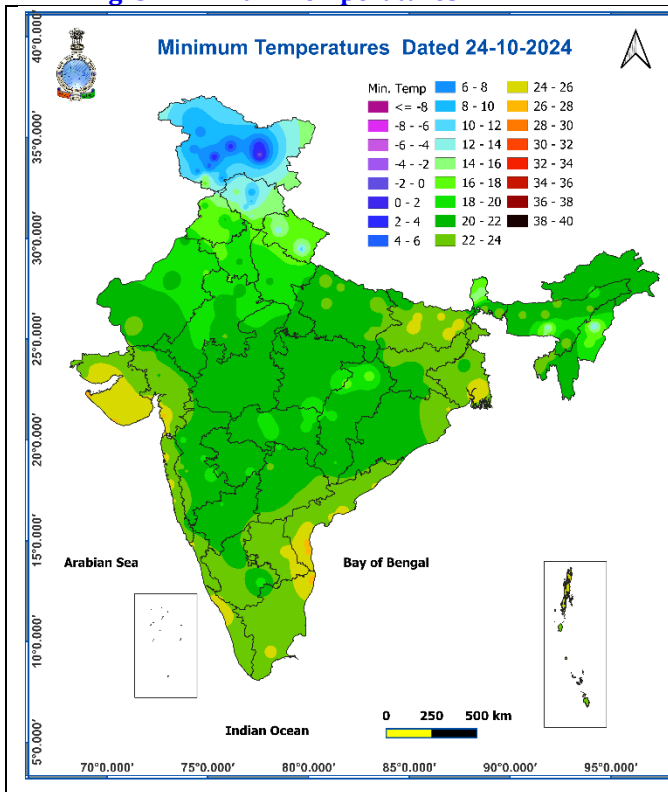 Minimum Temperatures Dated 24-10-2024
Min. Temp
<= -8
-8 - -6
-6 - -4
-4 - -2
-2 - 0
0 - 2
2 - 4
4 - 6
6 - 8
8 - 10
10 - 12
12 - 14
14 - 16
16 - 18
18 - 20
20 - 22
22 - 24
24 - 26
26 - 28
28 - 30
30 - 32
32 - 34
34 - 36
36 - 38
38 - 40
40°0.000'
35°0.000'
30°0.000'
25°0.000'
20°0.000'
15°0.000'
10°0.000'
5°0.000'
Arabian Sea
Bay of Bengal
Indian Ocean
0 250 500 km
70°0.000' 75°0.000' 80°0.000' 85°0.000' 90°0.000' 95°0.000'